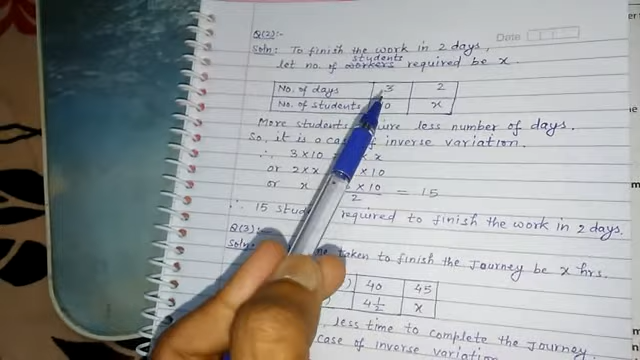 Date
Q(2):-
Soln: To finish the work in 2 days,
let no. of workers students required be x.
No. of days 3 2
No. of students 0 x
More students less number of days.
So, it is a case of inverse variation.
∴ 3×10 x
or 2×x ×10
or x ×10 / 2 = 15
∴ 15 required to finish the work in 2 days.
Q(3):-
Soln: taken to finish the Journey be x hrs.
40 45
4 1/2 x
less time to complete the Journey
case of inverse variation